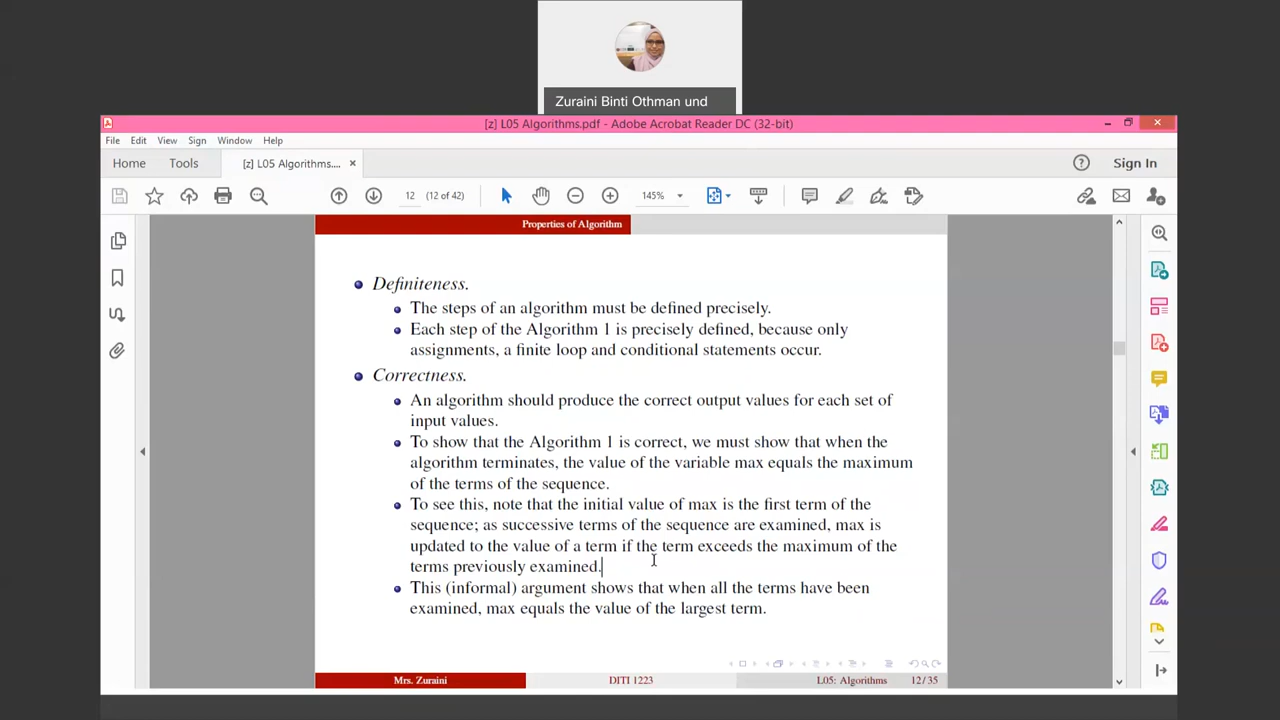 Zuraini Binti Othman und
[z] L05 Algorithms.pdf - Adobe Acrobat Reader DC (32-bit)
File Edit View Sign Window Help
Home Tools [z] L05 Algorithms.... × Sign In
12 (12 of 42) 145%
Properties of Algorithm
Definiteness.
The steps of an algorithm must be defined precisely.
Each step of the Algorithm 1 is precisely defined, because only
assignments, a finite loop and conditional statements occur.
Correctness.
An algorithm should produce the correct output values for each set of
input values.
To show that the Algorithm 1 is correct, we must show that when the
algorithm terminates, the value of the variable max equals the maximum
of the terms of the sequence.
To see this, note that the initial value of max is the first term of the
sequence; as successive terms of the sequence are examined, max is
updated to the value of a term if the term exceeds the maximum of the
terms previously examined.
This (informal) argument shows that when all the terms have been
examined, max equals the value of the largest term.
Mrs. Zuraini DITI 1223 L05: Algorithms 12/35